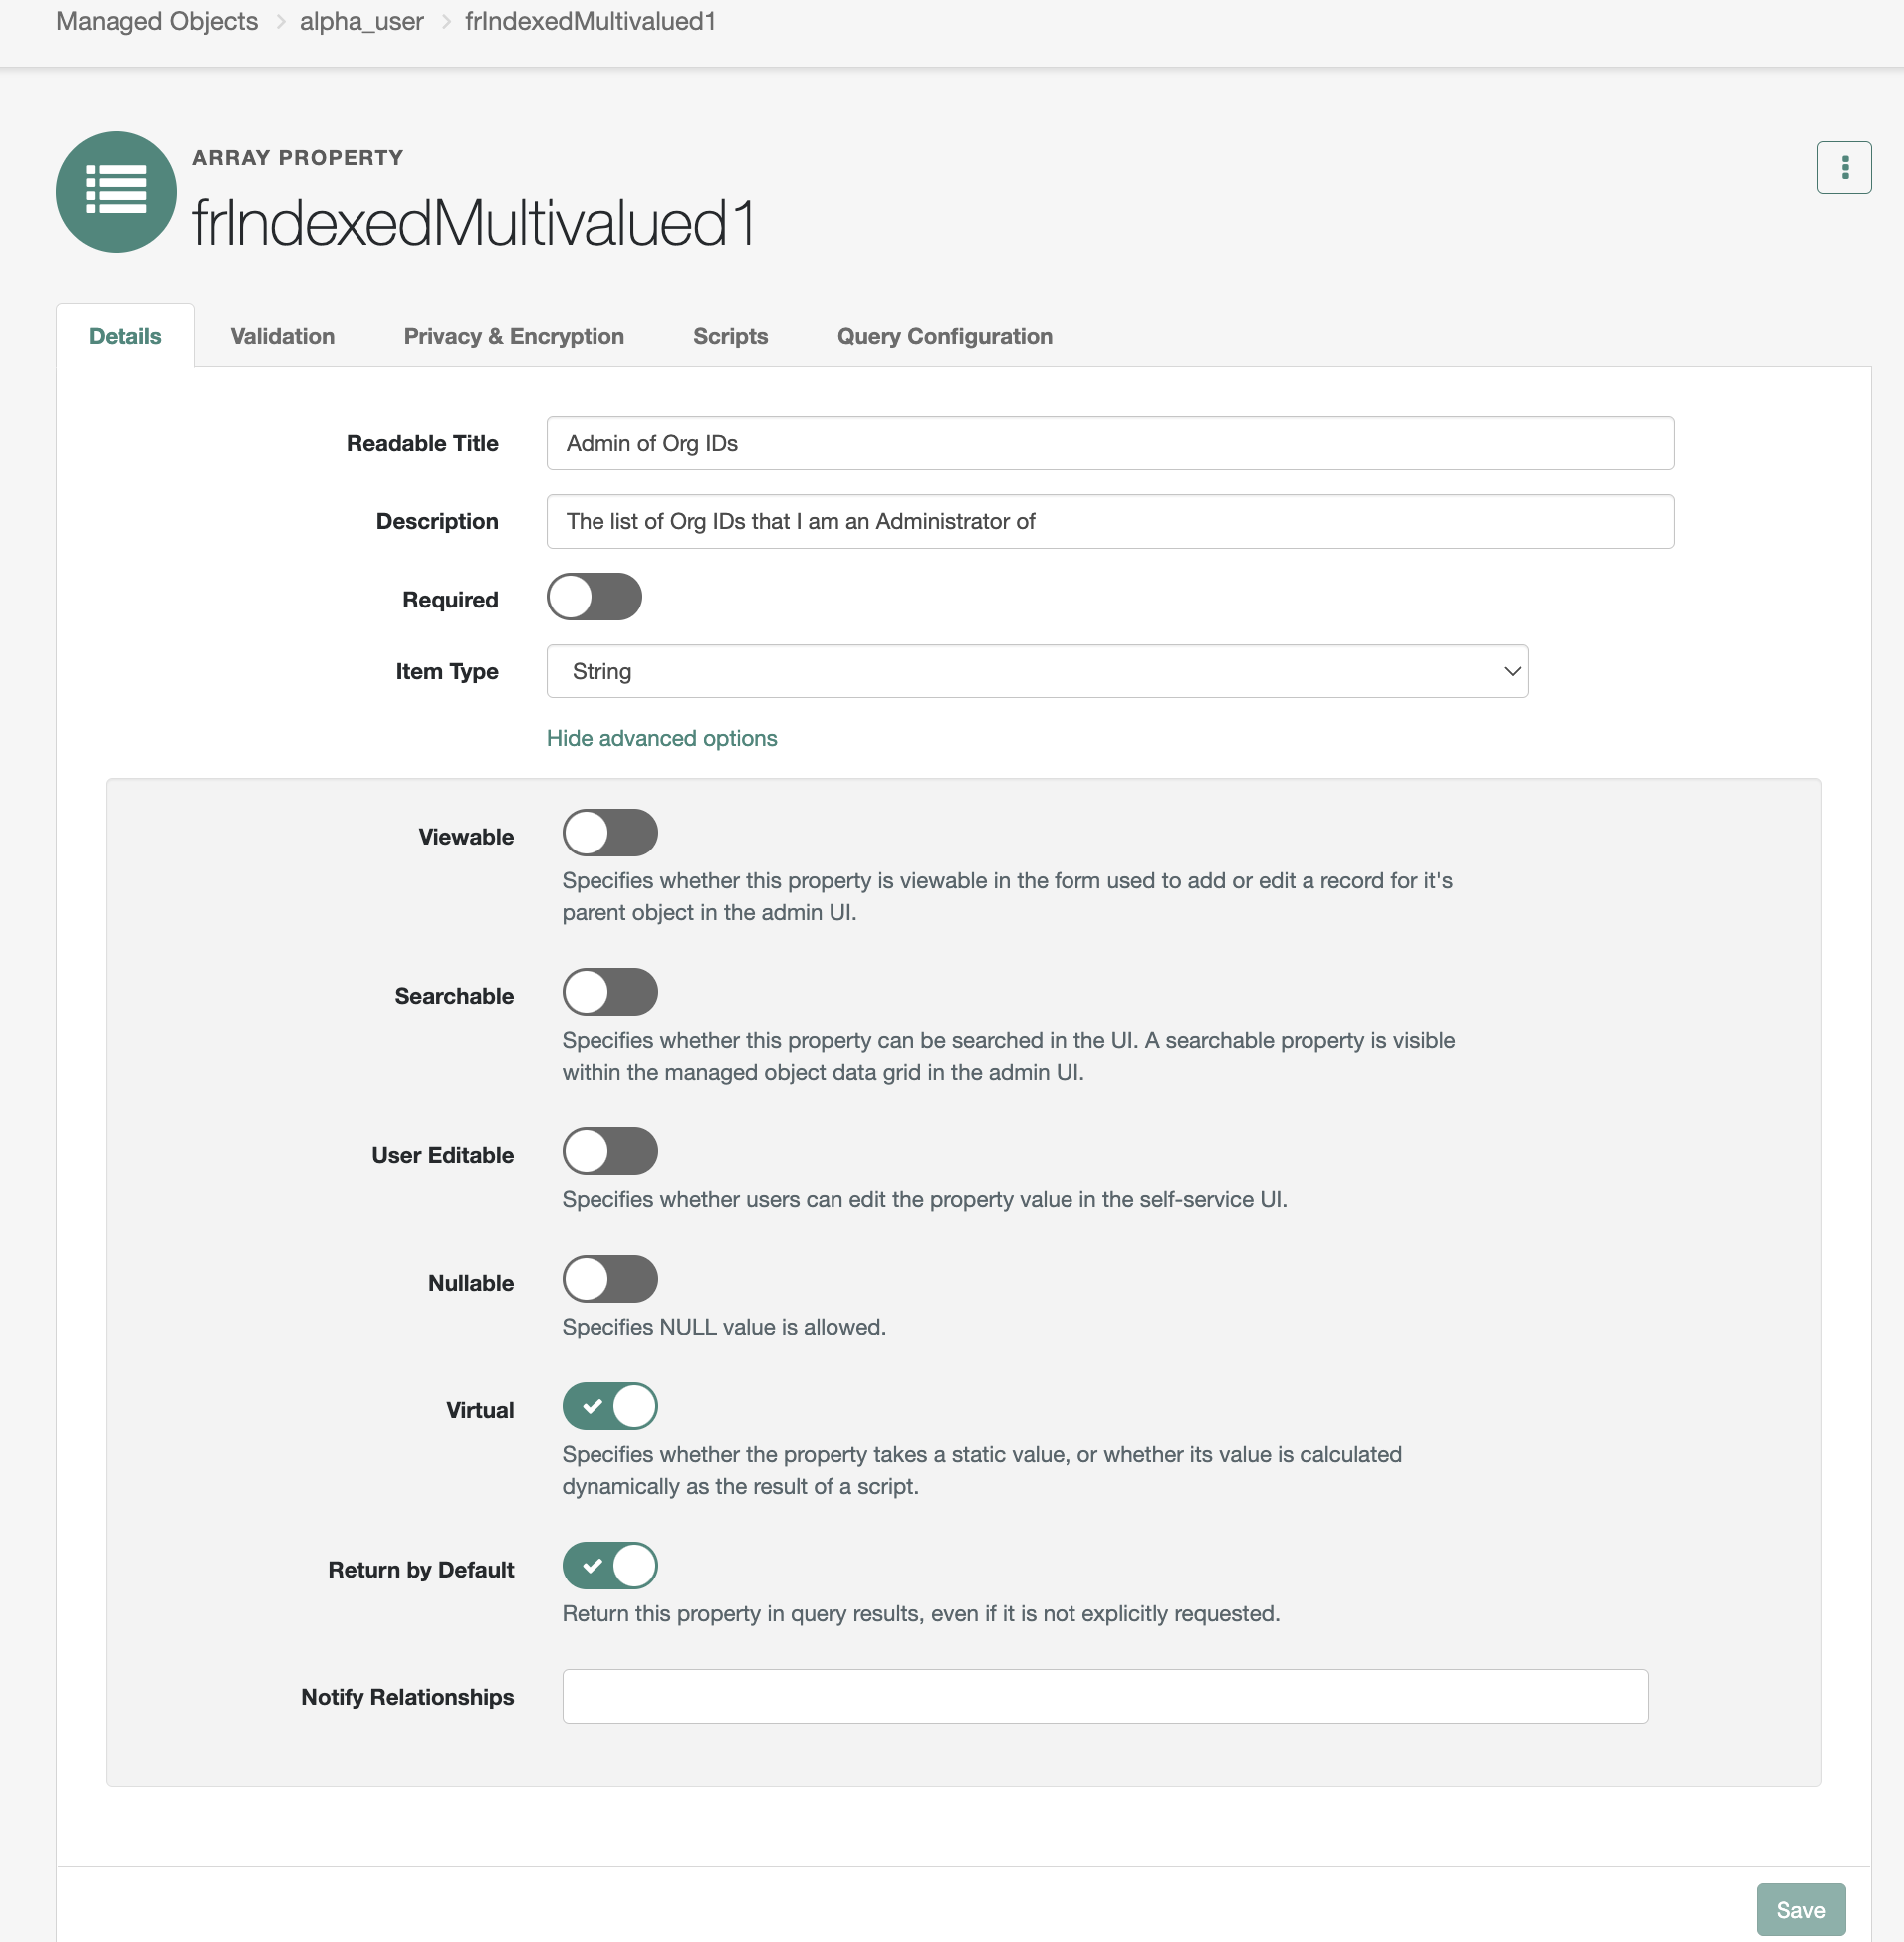 Managed Objects > alpha_user > frIndexedMultivalued1
ARRAY PROPERTY
frIndexedMultivalued1
Details Validation Privacy & Encryption Scripts Query Configuration
Readable Title Admin of Org IDs
Description The list of Org IDs that I am an Administrator of
Required
Item Type String
Hide advanced options
Viewable
Specifies whether this property is viewable in the form used to add or edit a record for it's
parent object in the admin UI.
Searchable
Specifies whether this property can be searched in the UI. A searchable property is visible
within the managed object data grid in the admin UI.
User Editable
Specifies whether users can edit the property value in the self-service UI.
Nullable
Specifies NULL value is allowed.
Virtual
Specifies whether the property takes a static value, or whether its value is calculated
dynamically as the result of a script.
Return by Default
Return this property in query results, even if it is not explicitly requested.
Notify Relationships
Save